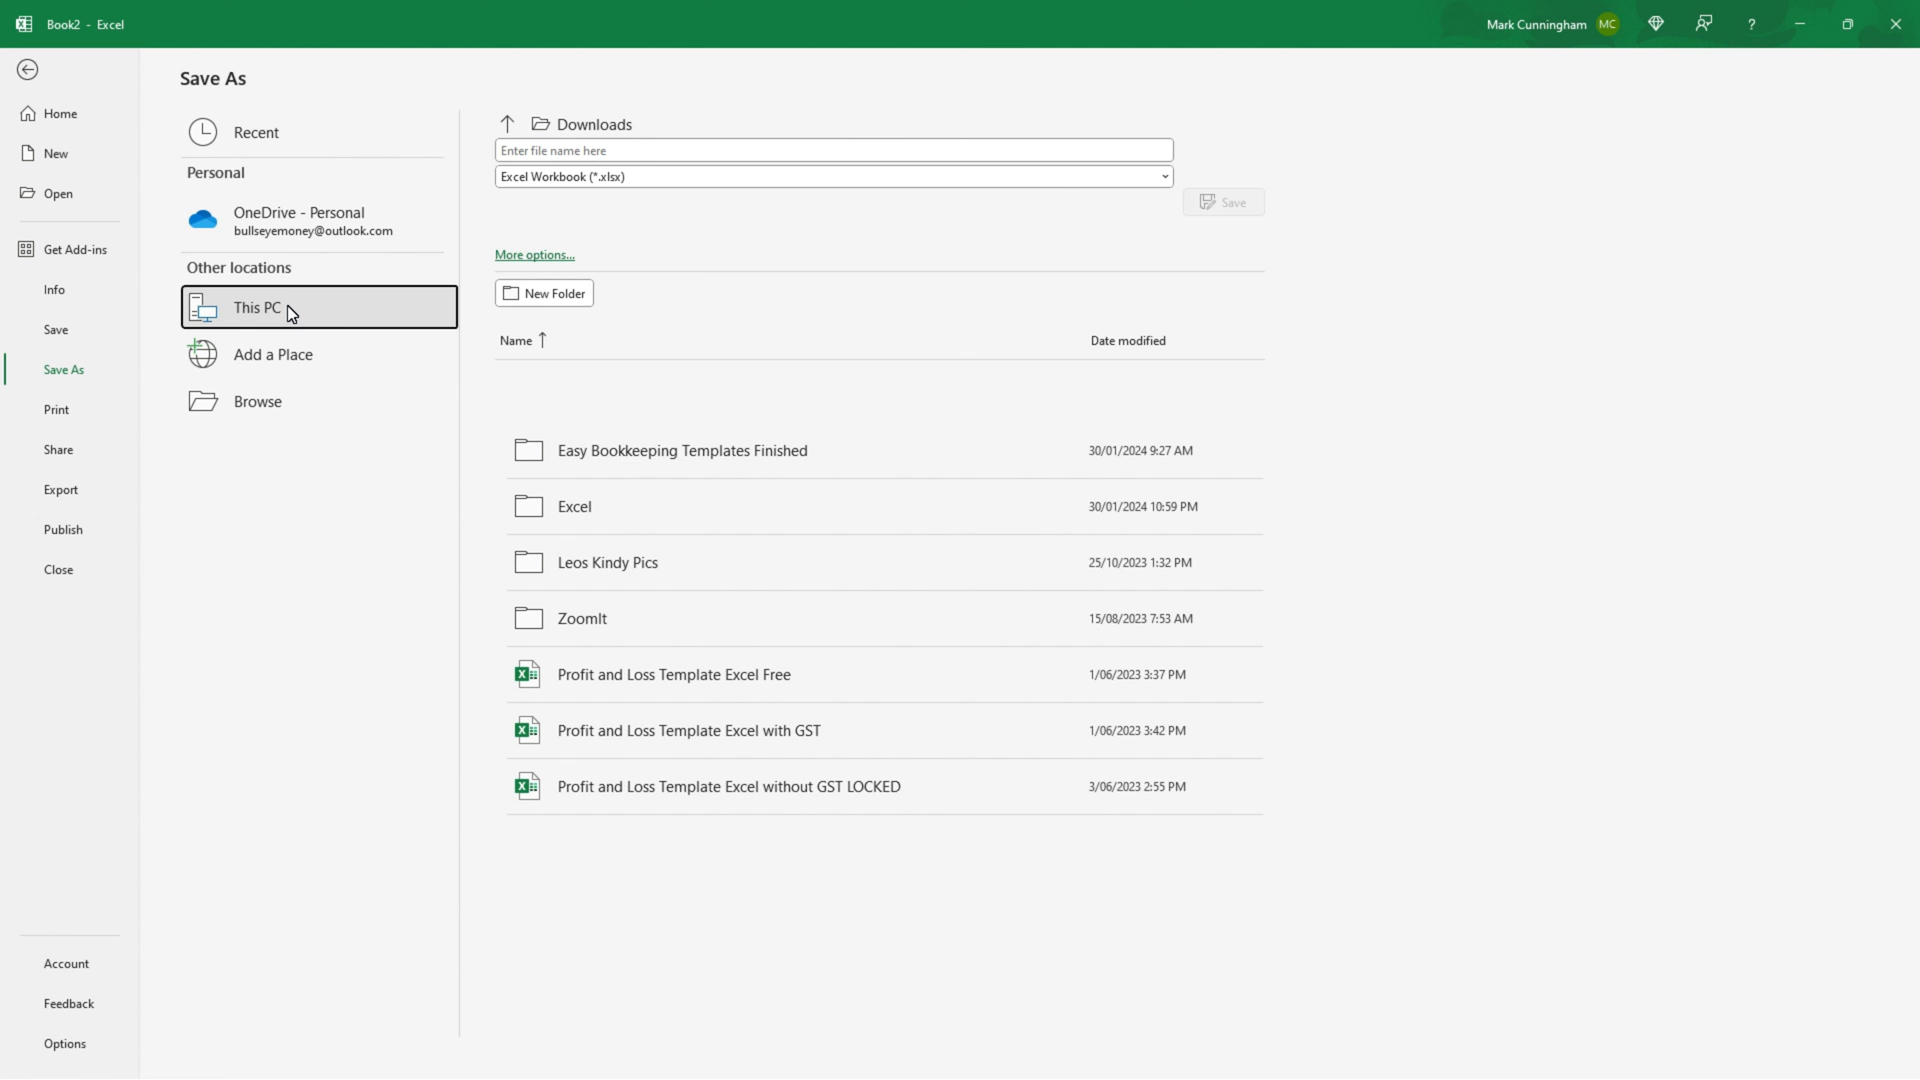 Book2 - Excel
Mark Cunningham MC
?
Save As
Home
New
Open
Get Add-ins
Info
Save
Save As
Print
Share
Export
Publish
Close
Account
Feedback
Options
Recent
Personal
OneDrive - Personal
bullseyemoney@outlook.com
Other locations
This PC
Add a Place
Browse
Downloads
Enter file name here
Excel Workbook (*.xlsx)
Save
More options...
New Folder
Name Date modified
Easy Bookkeeping Templates Finished 30/01/2024 9:27 AM
Excel 30/01/2024 10:59 PM
Leos Kindy Pics 25/10/2023 1:32 PM
ZoomIt 15/08/2023 7:53 AM
Profit and Loss Template Excel Free 1/06/2023 3:37 PM
Profit and Loss Template Excel with GST 1/06/2023 3:42 PM
Profit and Loss Template Excel without GST LOCKED 3/06/2023 2:55 PM